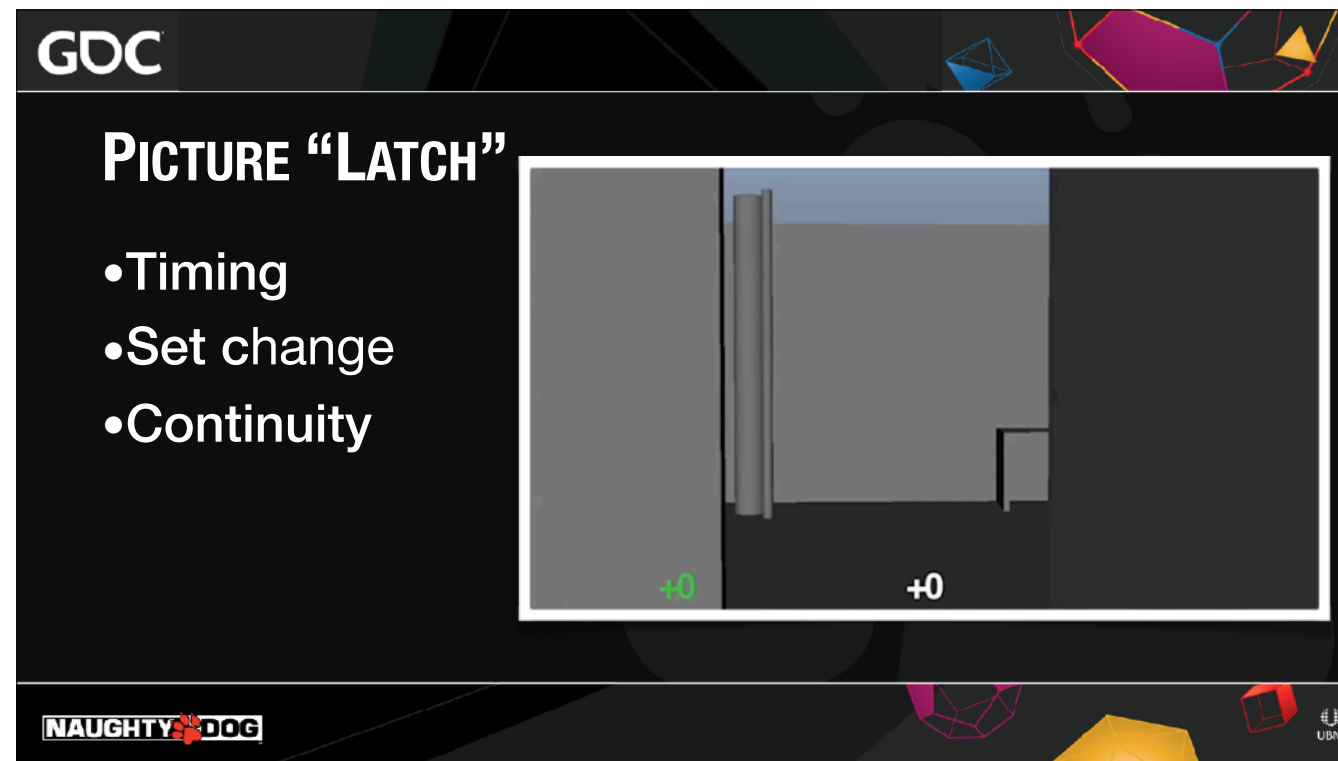 GDC
PICTURE “LATCH”
•Timing
•Set change
•Continuity
+0 +0
NAUGHTY DOG